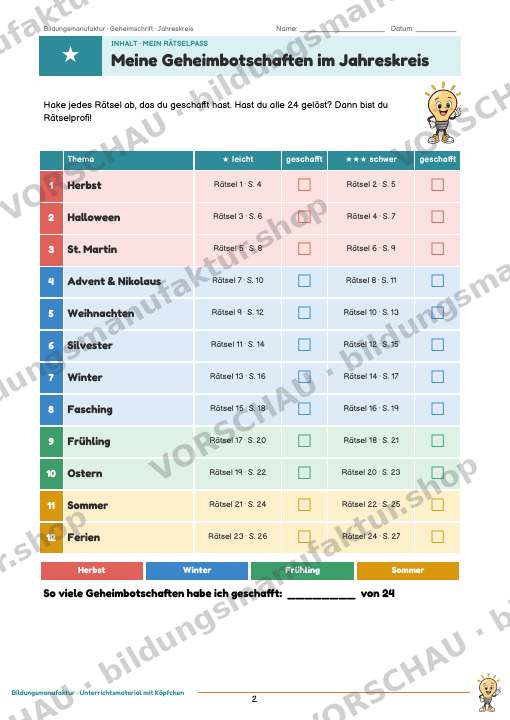 Bildungsmanufaktur · Geheimschrift · Jahreskreis Name: ____________________ Datum: __________
INHALT · MEIN RÄTSELPASS
Meine Geheimbotschaften im Jahreskreis
Hake jedes Rätsel ab, das du geschafft hast. Hast du alle 24 gelöst? Dann bist du
Rätselprofi!
Thema ★ leicht geschafft ★★★ schwer geschafft
1 Herbst Rätsel 1 · S. 4 Rätsel 2 · S. 5
2 Halloween Rätsel 3 · S. 6 Rätsel 4 · S. 7
3 St. Martin Rätsel 5 · S. 8 Rätsel 6 · S. 9
4 Advent & Nikolaus Rätsel 7 · S. 10 Rätsel 8 · S. 11
5 Weihnachten Rätsel 9 · S. 12 Rätsel 10 · S. 13
6 Silvester Rätsel 11 · S. 14 Rätsel 12 · S. 15
7 Winter Rätsel 13 · S. 16 Rätsel 14 · S. 17
8 Fasching Rätsel 15 · S. 18 Rätsel 16 · S. 19
9 Frühling Rätsel 17 · S. 20 Rätsel 18 · S. 21
10 Ostern Rätsel 19 · S. 22 Rätsel 20 · S. 23
11 Sommer Rätsel 21 · S. 24 Rätsel 22 · S. 25
12 Ferien Rätsel 23 · S. 26 Rätsel 24 · S. 27
Herbst Winter Frühling Sommer
So viele Geheimbotschaften habe ich geschafft: ________ von 24
Bildungsmanufaktur · Unterrichtsmaterial mit Köpfchen
2
VORSCHAU · bildungsmanufaktur.shop